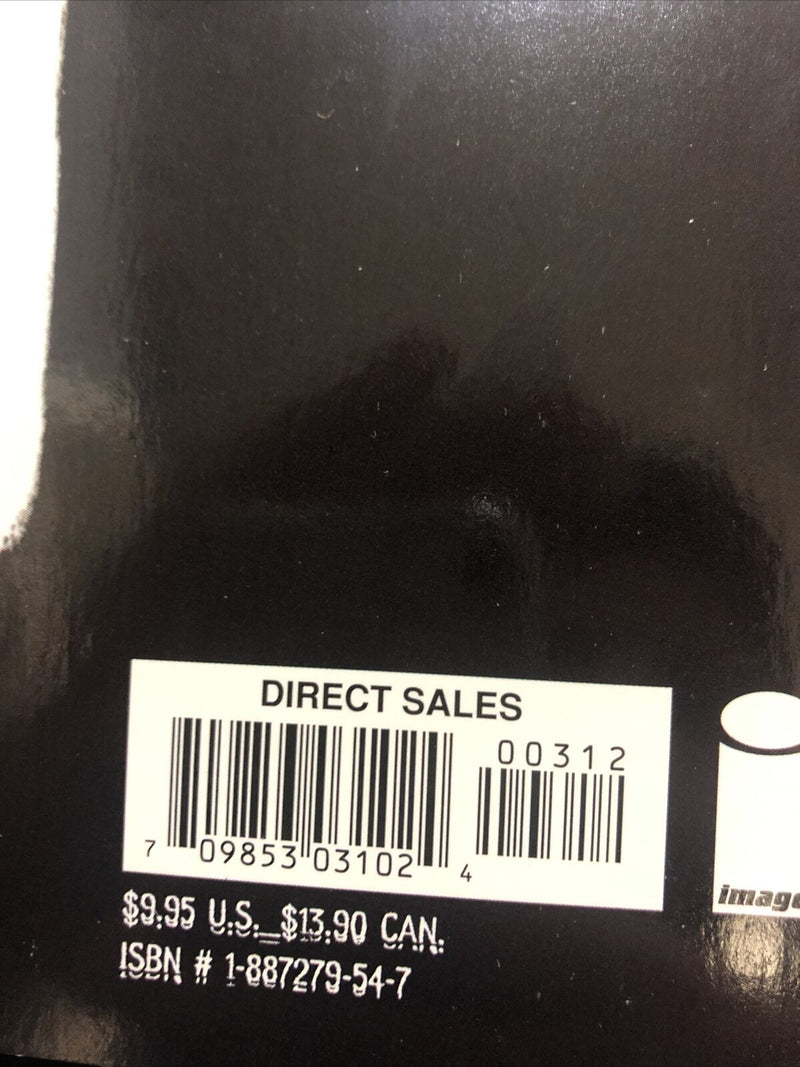 DIRECT SALES
00312
7 09853 03102 4
image
$9.95 U.S._$13.90 CAN.
ISBN # 1-887279-54-7